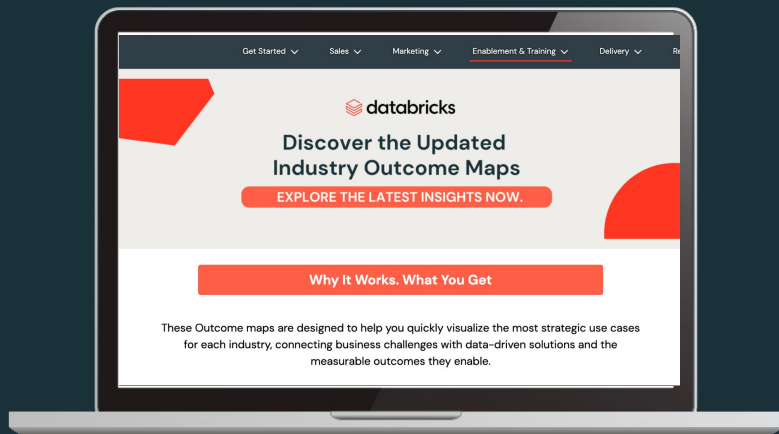 Get Started Sales Marketing Enablement & Training Delivery
databricks
Discover the Updated
Industry Outcome Maps
EXPLORE THE LATEST INSIGHTS NOW.
Why It Works. What You Get
These Outcome maps are designed to help you quickly visualize the most strategic use cases
for each industry, connecting business challenges with data-driven solutions and the
measurable outcomes they enable.